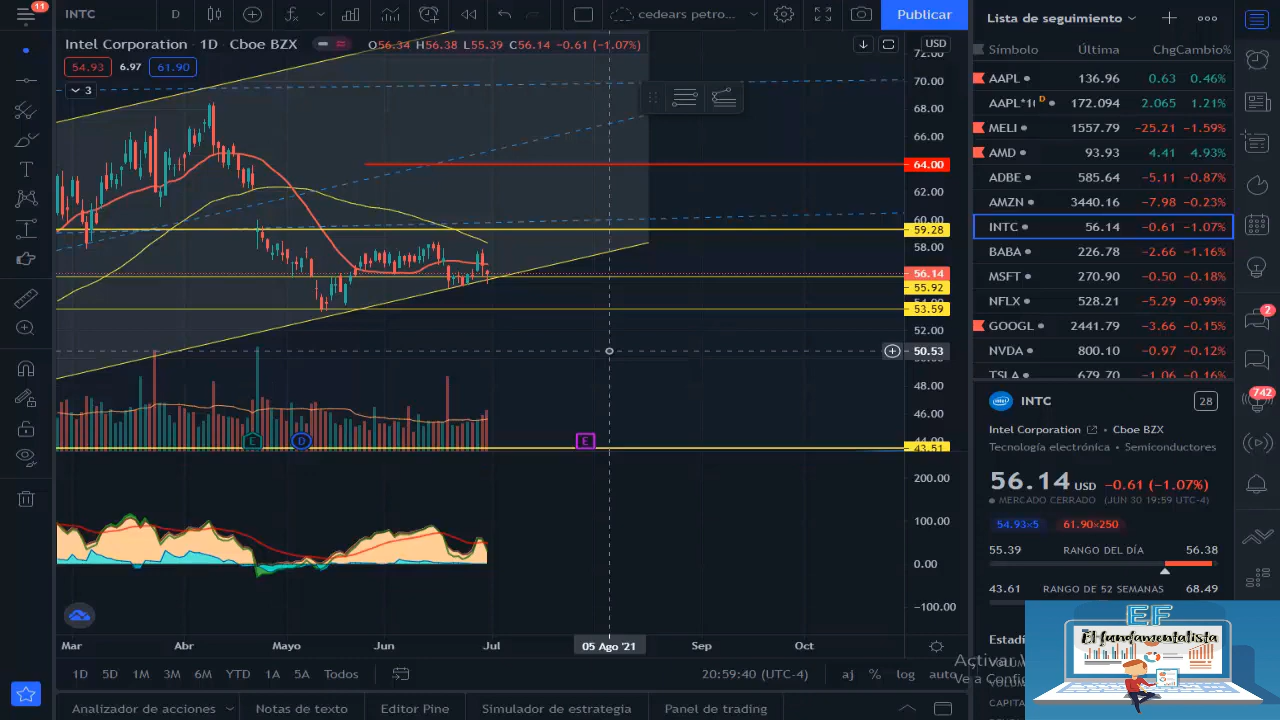 11
INTC
D
cedears petro...
Publicar
Lista de seguimiento
Intel Corporation · 1D · Cboe BZX
O56.34 H56.38 L55.39 C56.14 −0.61 (−1.07%)
54.93 6.97 61.90
3
USD
72.00
70.00
68.00
66.00
64.00
62.00
60.00
59.28
58.00
56.14
55.92
54.00
53.59
52.00
50.53
48.00
46.00
44.00
43.51
E
D
E
200.00
100.00
0.00
−100.00
Mar
Abr
Mayo
Jun
Jul
05 Ago '21
Sep
Oct
1D 5D 1M 3M 6M YTD 1A 5A Todos
20:59:40 (UTC-4)
aj % log auto
Analizador de acciones
Notas de texto
Editor Pine
Simulador de estrategia
Panel de trading
Símbolo Última Chg Cambio%
AAPL 136.96 0.63 0.46%
AAPL*1( D 172.094 2.065 1.21%
MELI 1557.79 −25.21 −1.59%
AMD 93.93 4.41 4.93%
ADBE 585.64 −5.11 −0.87%
AMZN 3440.16 −7.98 −0.23%
INTC 56.14 −0.61 −1.07%
BABA 226.78 −2.66 −1.16%
MSFT 270.90 −0.50 −0.18%
NFLX 528.21 −5.29 −0.99%
GOOGL 2441.79 −3.66 −0.15%
NVDA 800.10 −0.97 −0.12%
TSLA 679.70 −1.06 −0.16%
INTC
28
Intel Corporation • Cboe BZX
Tecnología electrónica • Semiconductores
56.14 USD −0.61 (−1.07%)
MERCADO CERRADO (JUN 30 19:59 UTC-4)
54.93×5 61.90×250
55.39 RANGO DEL DÍA 56.38
43.61 RANGO DE 52 SEMANAS 68.49
2
742
EF
El fundamentalista